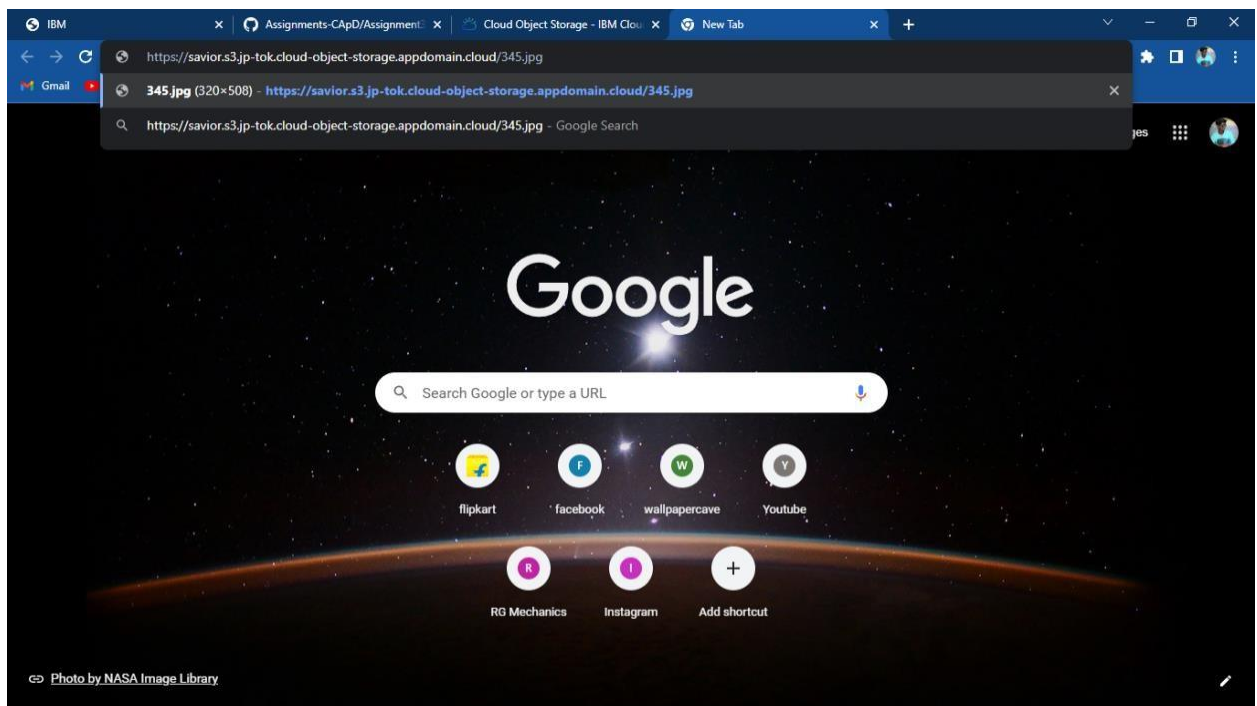 IBM
Assignments-CApD/Assignment3
Cloud Object Storage - IBM Clou
New Tab
https://savior.s3.jp-tok.cloud-object-storage.appdomain.cloud/345.jpg
Gmail
345.jpg (320×508) - https://savior.s3.jp-tok.cloud-object-storage.appdomain.cloud/345.jpg
https://savior.s3.jp-tok.cloud-object-storage.appdomain.cloud/345.jpg - Google Search
ges
Google
Search Google or type a URL
F
W
Y
flipkart
facebook
wallpapercave
Youtube
R
I
RG Mechanics
Instagram
Add shortcut
Photo by NASA Image Library